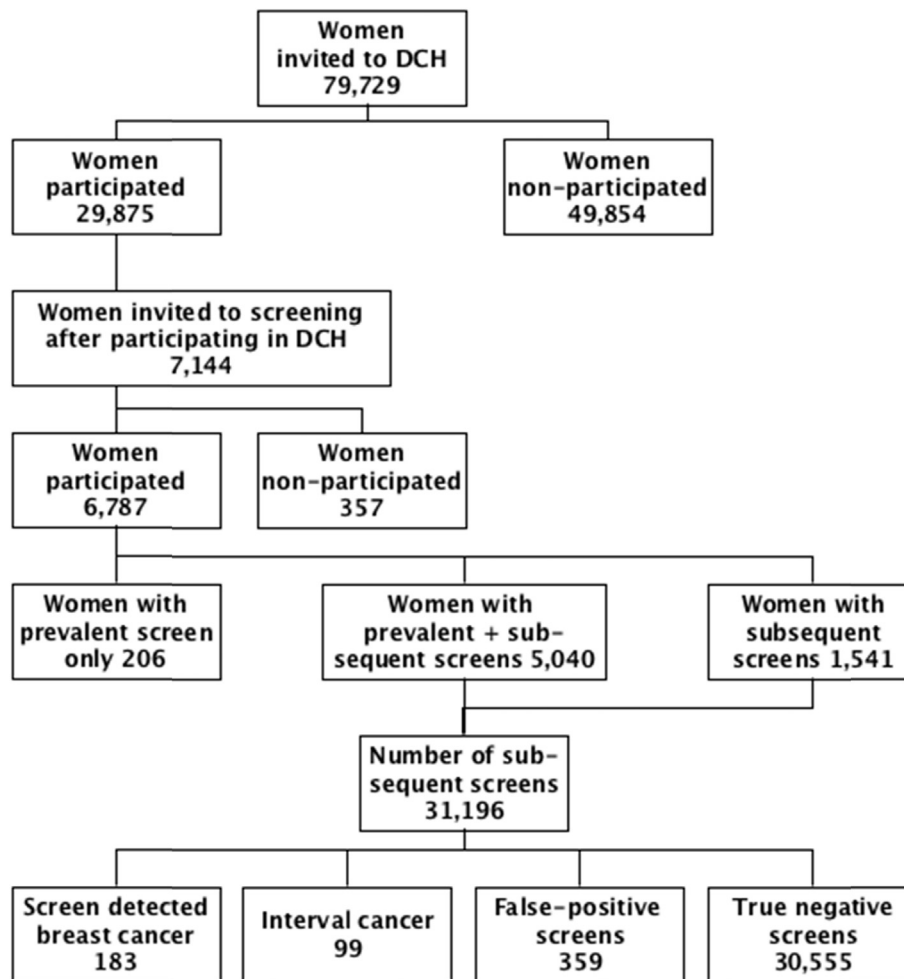 Women
invited to DCH
79,729
Women
participated
29,875
Women
non-participated
49,854
Women invited to screening
after participating in DCH
7,144
Women
participated
6,787
Women
non-participated
357
Women with
prevalent screen
only 206
Women with
prevalent + sub-
sequent screens 5,040
Women with
subsequent
screens 1,541
Number of sub-
sequent screens
31,196
Screen detected
breast cancer
183
Interval cancer
99
False-positive
screens
359
True negative
screens
30,555